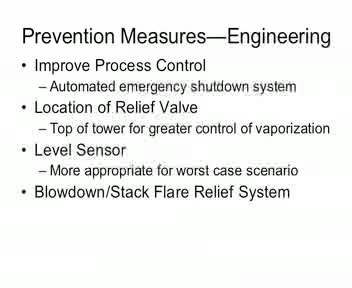 Prevention Measures—Engineering
• Improve Process Control
– Automated emergency shutdown system
• Location of Relief Valve
– Top of tower for greater control of vaporization
• Level Sensor
– More appropriate for worst case scenario
• Blowdown/Stack Flare Relief System